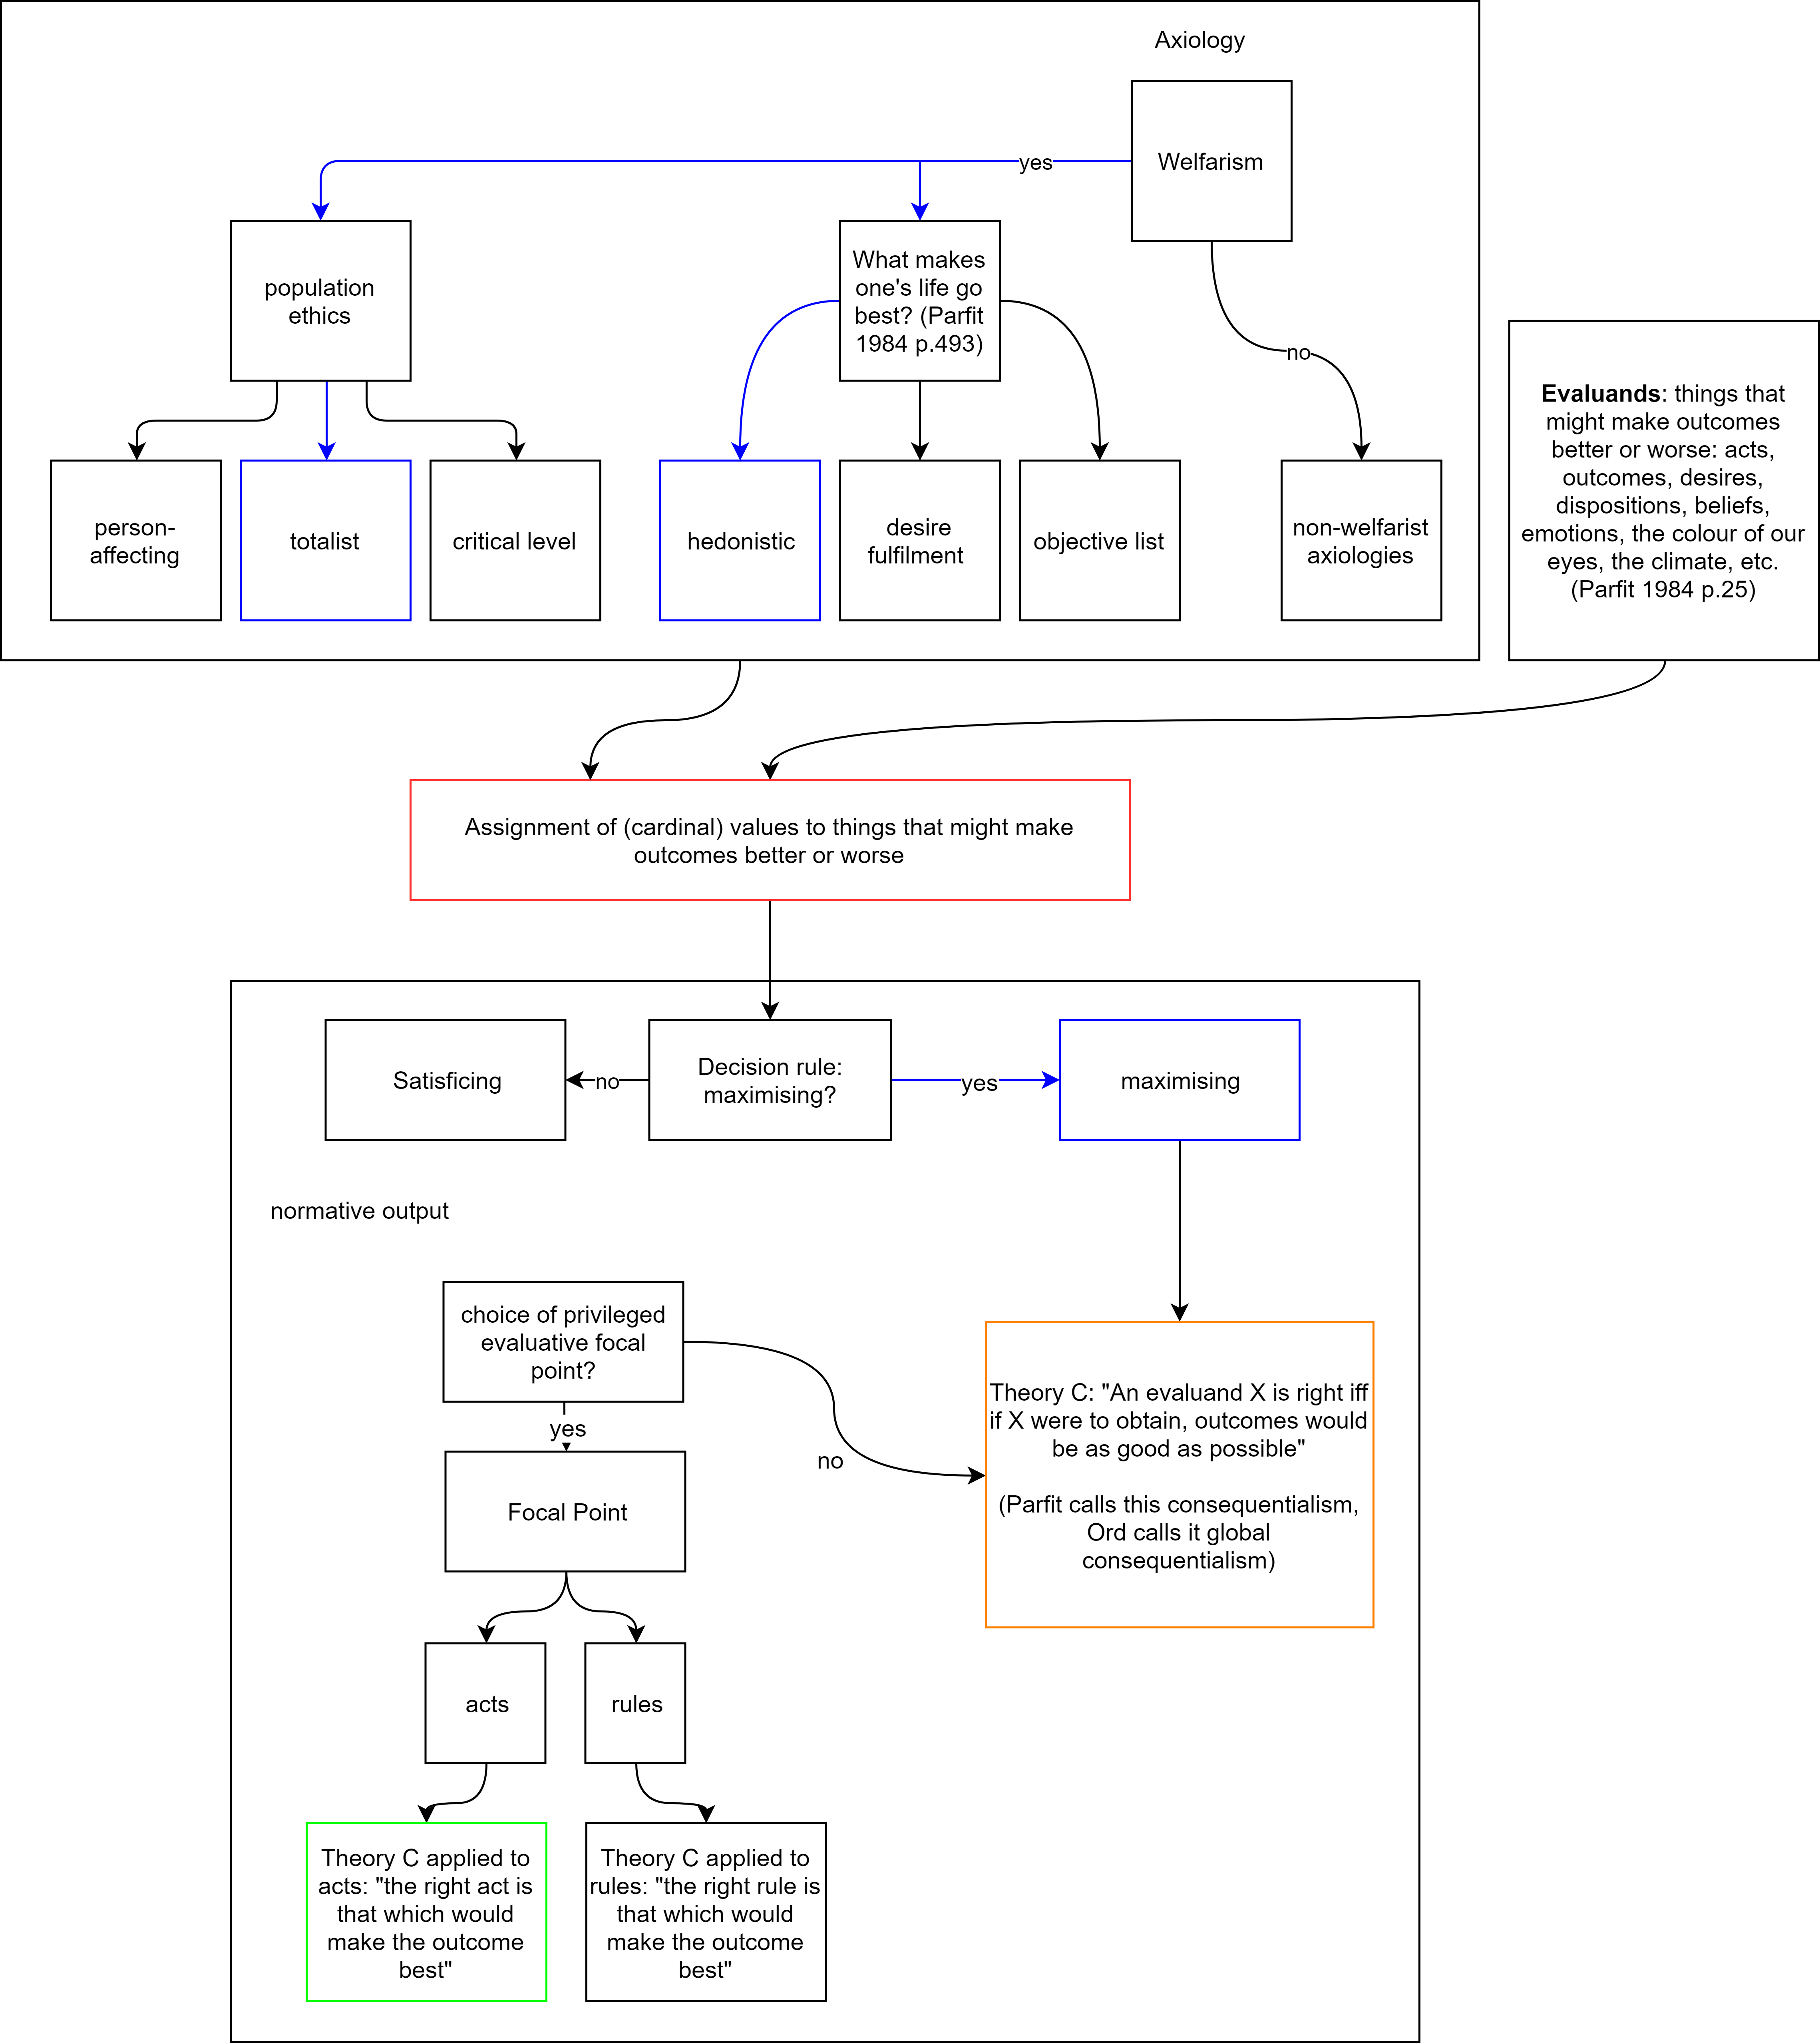 Axiology
Welfarism
yes
population
ethics
What makes
one's life go
best? (Parfit
1984 p.493)
no
person-
affecting
totalist
critical level
hedonistic
desire
fulfilment
objective list
non-welfarist
axiologies
Evaluands: things that
might make outcomes
better or worse: acts,
outcomes, desires,
dispositions, beliefs,
emotions, the colour of our
eyes, the climate, etc.
(Parfit 1984 p.25)
Assignment of (cardinal) values to things that might make
outcomes better or worse
Satisficing
no
Decision rule:
maximising?
yes
maximising
normative output
choice of privileged
evaluative focal
point?
yes
no
Focal Point
Theory C: "An evaluand X is right iff
if X were to obtain, outcomes would
be as good as possible"
(Parfit calls this consequentialism,
Ord calls it global
consequentialism)
acts
rules
Theory C applied to
acts: "the right act is
that which would
make the outcome
best"
Theory C applied to
rules: "the right rule is
that which would
make the outcome
best"